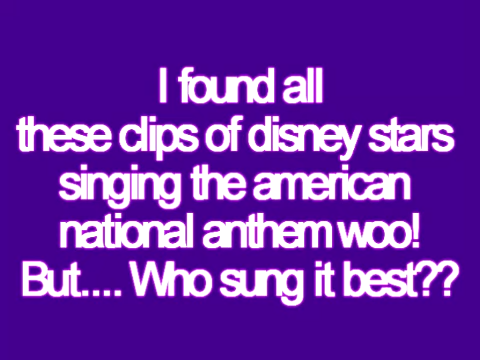 I found all
these clips of disney stars
singing the american
national anthem woo!
But.... Who sung it best??